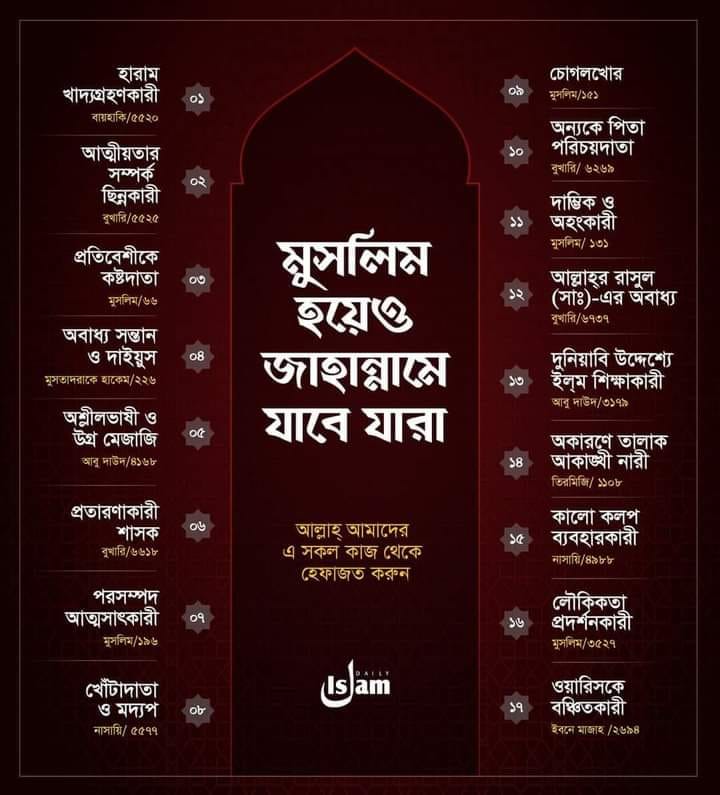 হারাম
খাদ্যগ্রহণকারী
বায়হাকি/৫৫২০
০১
আত্মীয়তার
সম্পর্ক
ছিন্নকারী
বুখারি/৫৫২৫
০২
প্রতিবেশীকে
কষ্টদাতা
মুসলিম/৬৬
০৩
অবাধ্য সন্তান
ও দাইয়ুস
মুসতাদরাকে হাকেম/২২৬
০৪
অশ্লীলভাষী ও
উগ্র মেজাজি
আবু দাউদ/৪১৬৮
০৫
প্রতারণাকারী
শাসক
বুখারি/৬৬১৮
০৬
পরসম্পদ
আত্মসাৎকারী
মুসলিম/১৯৬
০৭
খোঁটাদাতা
ও মদ্যপ
নাসায়ি/ ৫৫৭৭
০৮
মুসলিম
হয়েও
জাহান্নামে
যাবে যারা
আল্লাহ্ আমাদের
এ সকল কাজ থেকে
হেফাজত করুন
DAILY
Islam
০৯
চোগলখোর
মুসলিম/১৫১
১০
অন্যকে পিতা
পরিচয়দাতা
বুখারি/ ৬২৬৯
১১
দাম্ভিক ও
অহংকারী
মুসলিম/ ১৩১
১২
আল্লাহ্‌র রাসুল
(সাঃ)-এর অবাধ্য
বুখারি/৬৭৩৭
১৩
দুনিয়াবি উদ্দেশ্যে
ইল্‌ম শিক্ষাকারী
আবু দাউদ/৩১৭৯
১৪
অকারণে তালাক
আকাঙ্খী নারী
তিরমিজি/ ১১০৮
১৫
কালো কলপ
ব্যবহারকারী
নাসায়ি/৪৯৮৮
১৬
লৌকিকতা
প্রদর্শনকারী
মুসলিম/৩৫২৭
১৭
ওয়ারিসকে
বঞ্চিতকারী
ইবনে মাজাহ /২৬৯৪